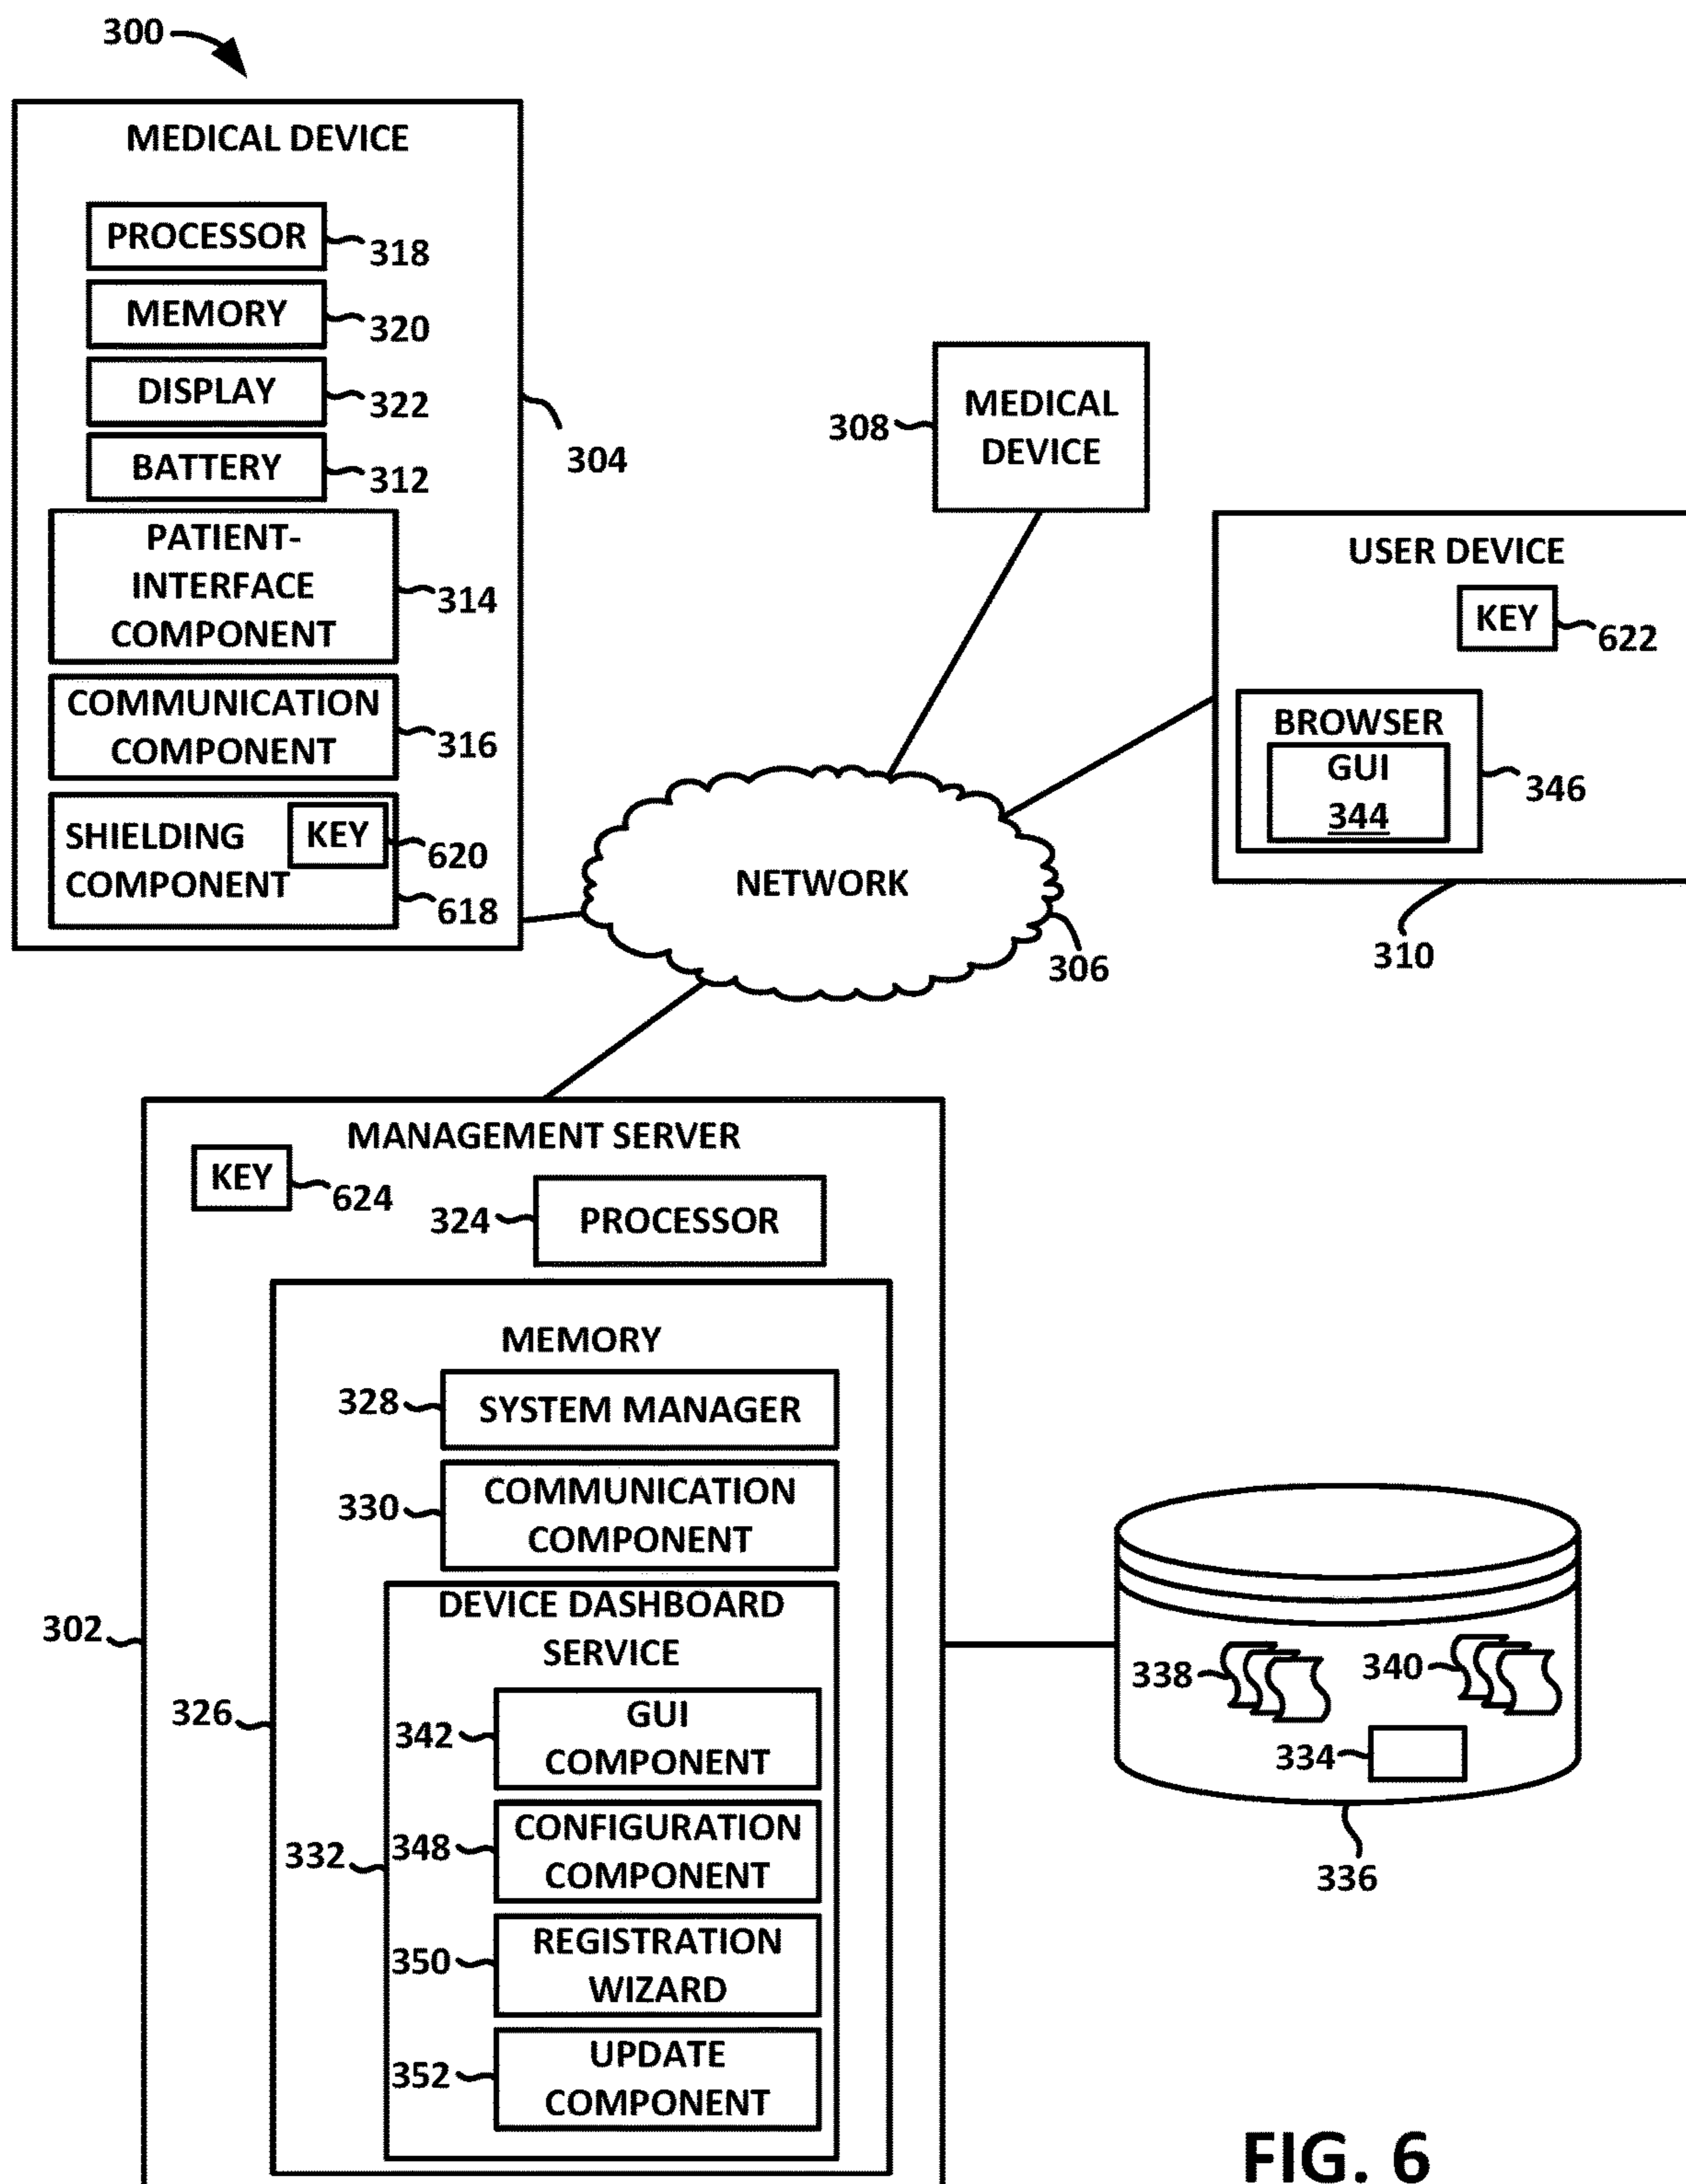 300
MEDICAL DEVICE
PROCESSOR
318
MEMORY
320
DISPLAY
322
BATTERY
312
304
PATIENT-
INTERFACE
COMPONENT
314
COMMUNICATION
COMPONENT
316
SHIELDING
COMPONENT
KEY
620
618
MEDICAL
DEVICE
308
USER DEVICE
KEY
622
BROWSER
GUI
344
346
310
NETWORK
306
MANAGEMENT SERVER
KEY
624
324
PROCESSOR
MEMORY
328
SYSTEM MANAGER
330
COMMUNICATION
COMPONENT
DEVICE DASHBOARD
SERVICE
302
326
342
GUI
COMPONENT
332
348
CONFIGURATION
COMPONENT
350
REGISTRATION
WIZARD
352
UPDATE
COMPONENT
338
340
334
336
FIG. 6